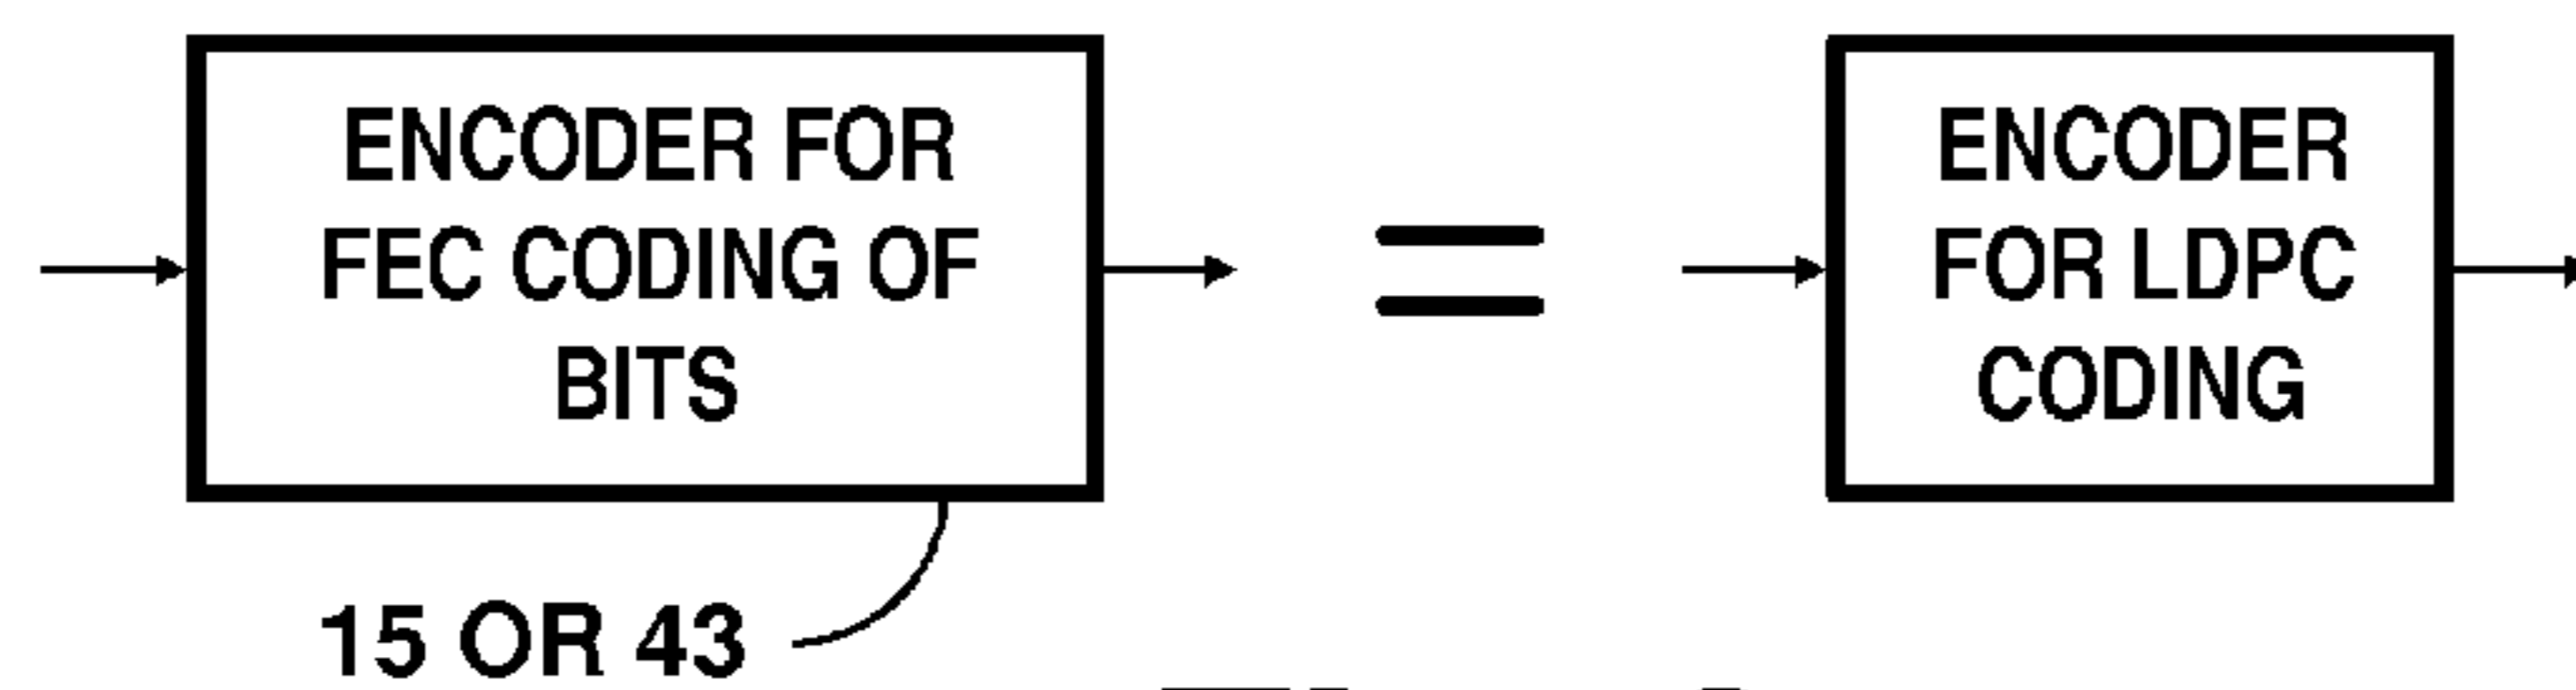 ENCODER FOR
FEC CODING OF
BITS
15 OR 43
=
ENCODER
FOR LDPC
CODING